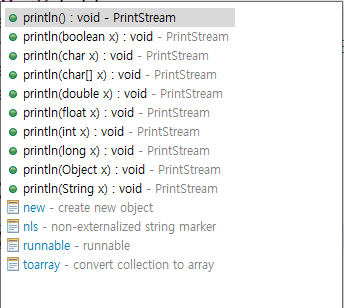 println() : void - PrintStream
println(boolean x) : void - PrintStream
println(char x) : void - PrintStream
println(char[] x) : void - PrintStream
println(double x) : void - PrintStream
println(float x) : void - PrintStream
println(int x) : void - PrintStream
println(long x) : void - PrintStream
println(Object x) : void - PrintStream
println(String x) : void - PrintStream
new - create new object
nls - non-externalized string marker
runnable - runnable
toarray - convert collection to array